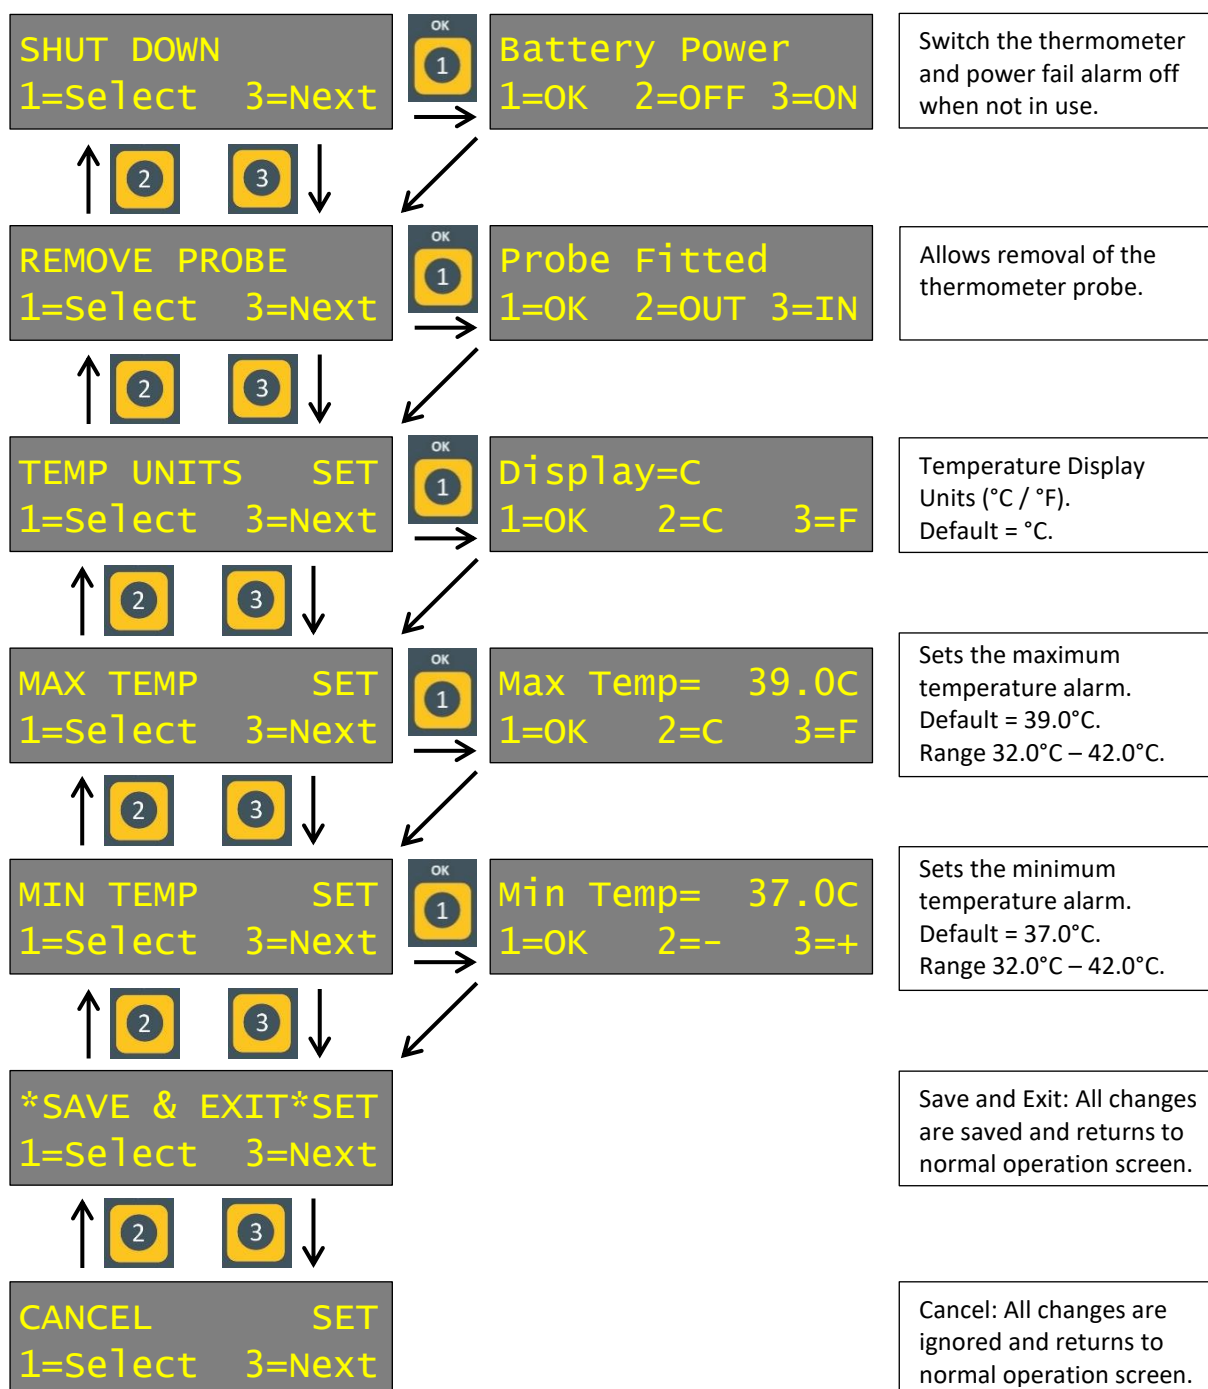 SHUT DOWN
1=Select 3=Next
OK
1
Battery Power
1=OK 2=OFF 3=ON
Switch the thermometer
and power fail alarm off
when not in use.
2
3
REMOVE PROBE
1=Select 3=Next
OK
1
Probe Fitted
1=OK 2=OUT 3=IN
Allows removal of the
thermometer probe.
2
3
TEMP UNITS SET
1=Select 3=Next
OK
1
Display=C
1=OK 2=C 3=F
Temperature Display
Units (°C / °F).
Default = °C.
2
3
MAX TEMP SET
1=Select 3=Next
OK
1
Max Temp= 39.0C
1=OK 2=C 3=F
Sets the maximum
temperature alarm.
Default = 39.0°C.
Range 32.0°C – 42.0°C.
2
3
MIN TEMP SET
1=Select 3=Next
OK
1
Min Temp= 37.0C
1=OK 2=- 3=+
Sets the minimum
temperature alarm.
Default = 37.0°C.
Range 32.0°C – 42.0°C.
2
3
*SAVE & EXIT*SET
1=Select 3=Next
Save and Exit: All changes
are saved and returns to
normal operation screen.
2
3
CANCEL SET
1=Select 3=Next
Cancel: All changes are
ignored and returns to
normal operation screen.